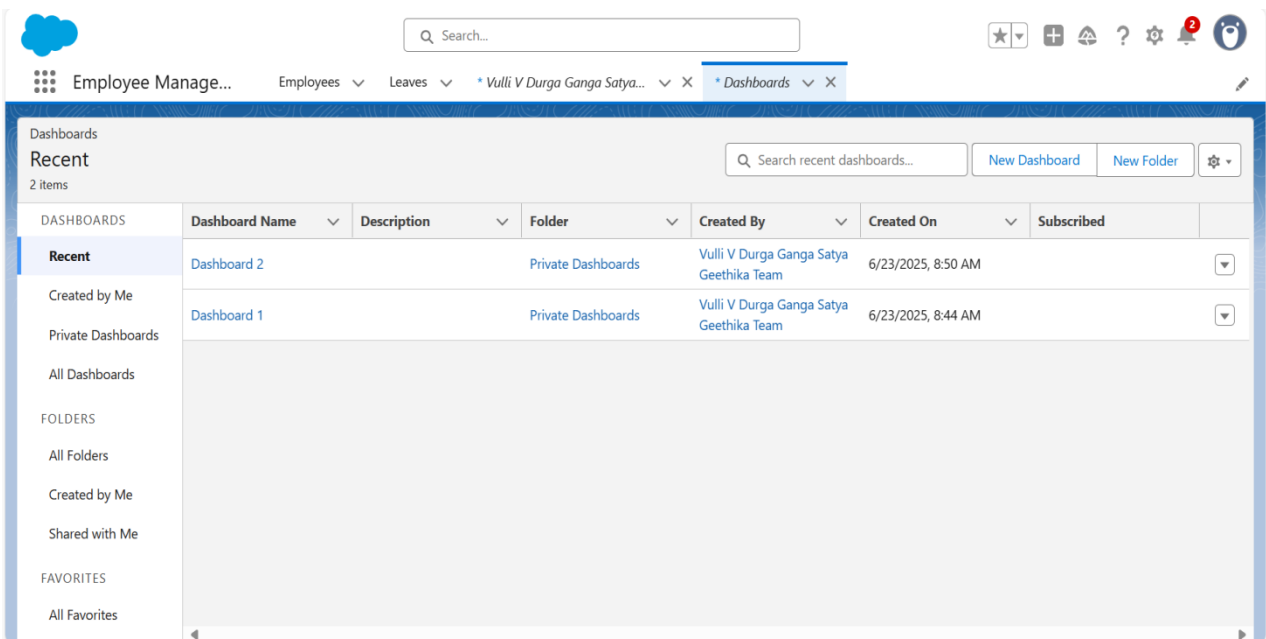 Search...
2
Employee Manage...
Employees
Leaves
* Vulli V Durga Ganga Satya...
* Dashboards
Dashboards
Recent
2 items
Search recent dashboards...
New Dashboard
New Folder
DASHBOARDS
Dashboard Name
Description
Folder
Created By
Created On
Subscribed
Recent
Dashboard 2
Private Dashboards
Vulli V Durga Ganga Satya
Geethika Team
6/23/2025, 8:50 AM
Created by Me
Dashboard 1
Private Dashboards
Vulli V Durga Ganga Satya
Geethika Team
6/23/2025, 8:44 AM
Private Dashboards
All Dashboards
FOLDERS
All Folders
Created by Me
Shared with Me
FAVORITES
All Favorites